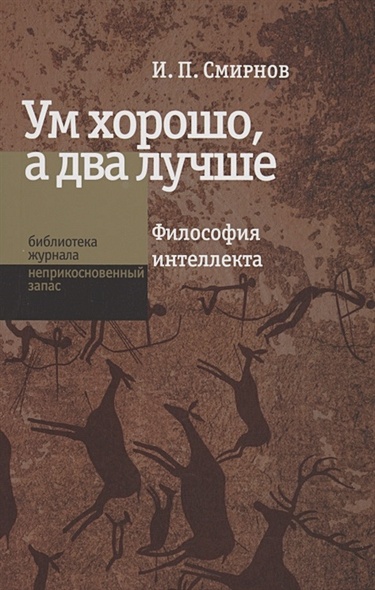 И. П. Смирнов
Ум хорошо,
а два лучше
Философия
интеллекта
библиотека
журнала
неприкосновенный
запас